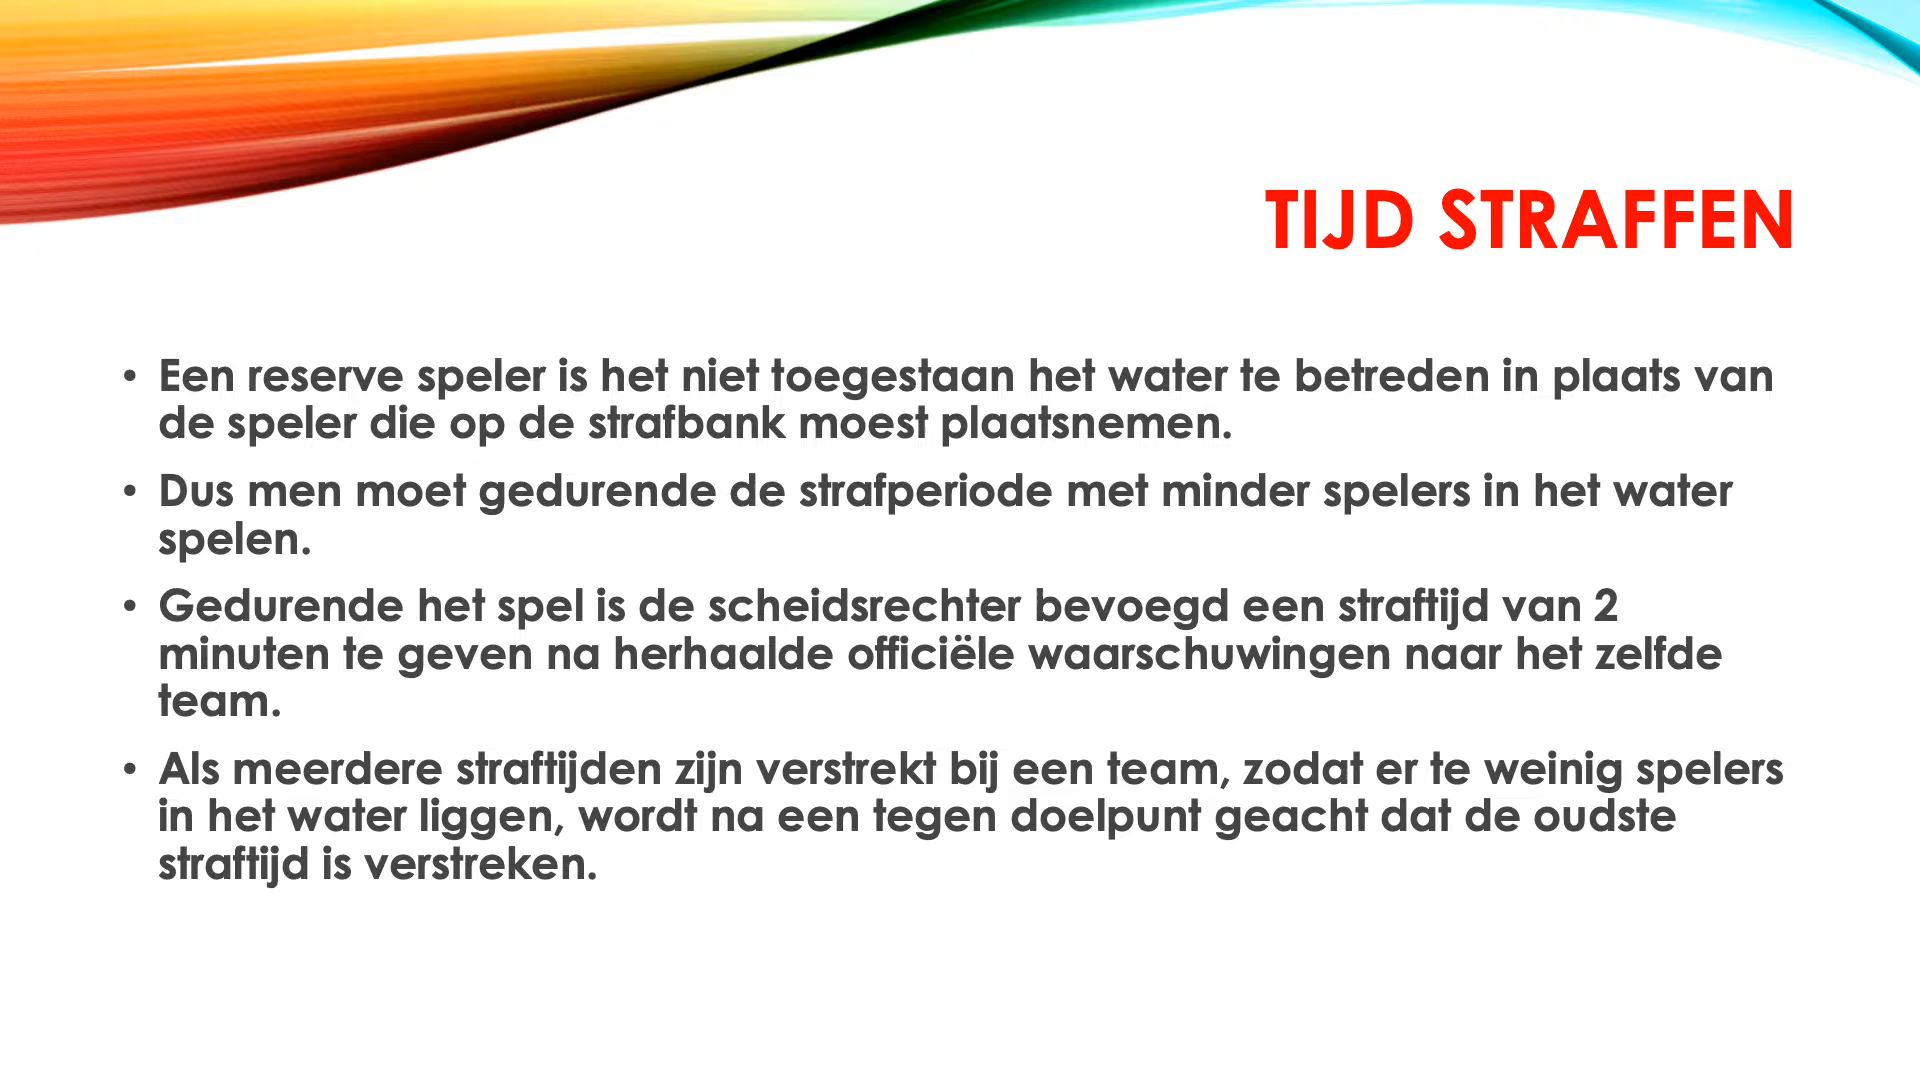 TIJD STRAFFEN
• Een reserve speler is het niet toegestaan het water te betreden in plaats van
de speler die op de strafbank moest plaatsnemen.
• Dus men moet gedurende de strafperiode met minder spelers in het water
spelen.
• Gedurende het spel is de scheidsrechter bevoegd een straftijd van 2
minuten te geven na herhaalde officiële waarschuwingen naar het zelfde
team.
• Als meerdere straftijden zijn verstrekt bij een team, zodat er te weinig spelers
in het water liggen, wordt na een tegen doelpunt geacht dat de oudste
straftijd is verstreken.